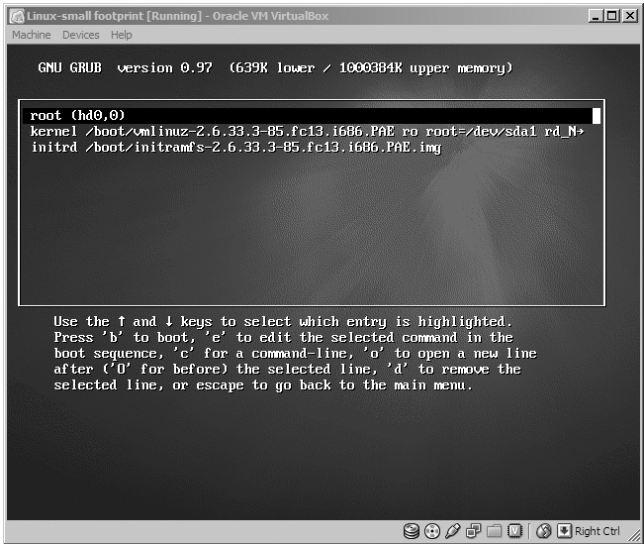 Linux-small footprint [Running] - Oracle VM VirtualBox
Machine Devices Help
GNU GRUB version 0.97 (639K lower / 1000384K upper memory)
root (hd0,0)
kernel /boot/vmlinuz-2.6.33.3-85.fc13.i686.PAE ro root=/dev/sda1 rd_N→
initrd /boot/initramfs-2.6.33.3-85.fc13.i686.PAE.img
Use the ↑ and ↓ keys to select which entry is highlighted.
Press 'b' to boot, 'e' to edit the selected command in the
boot sequence, 'c' for a command-line, 'o' to open a new line
after ('O' for before) the selected line, 'd' to remove the
selected line, or escape to go back to the main menu.
Right Ctrl